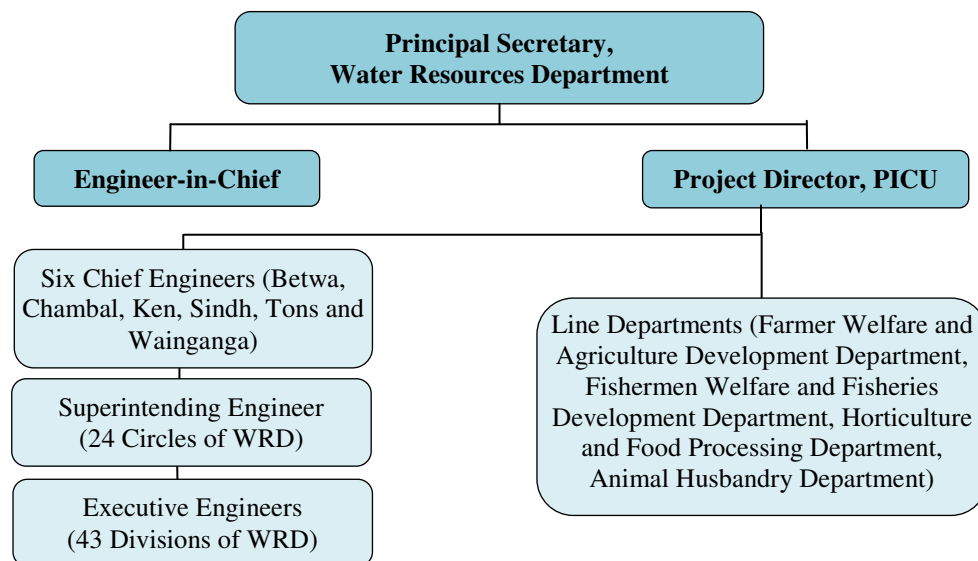 Principal Secretary,
Water Resources Department
Engineer-in-Chief
Project Director, PICU
Six Chief Engineers (Betwa,
Chambal, Ken, Sindh, Tons and
Wainganga)
Superintending Engineer
(24 Circles of WRD)
Executive Engineers
(43 Divisions of WRD)
Line Departments (Farmer Welfare and
Agriculture Development Department,
Fishermen Welfare and Fisheries
Development Department, Horticulture
and Food Processing Department,
Animal Husbandry Department)